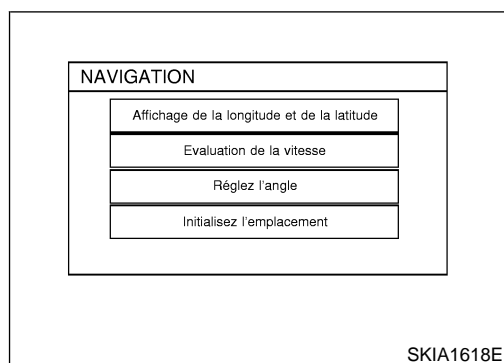 NAVIGATION
Affichage de la longitude et de la latitude
Evaluation de la vitesse
Réglez l'angle
Initialisez l'emplacement
SKIA1618E